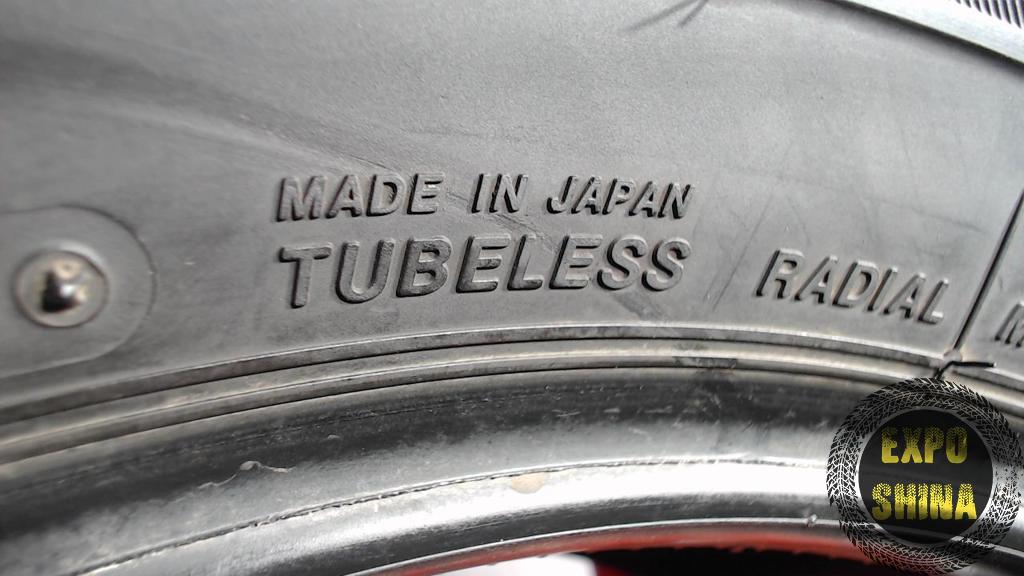 MADE IN JAPAN
TUBELESS RADIAL
EXPO
SHINA